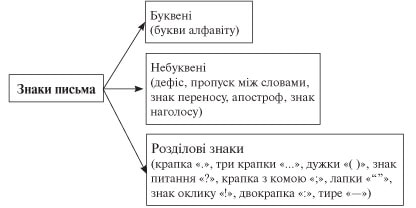 Знаки письма
Буквені
(букви алфавіту)
Небуквені
(дефіс, пропуск між словами,
знак переносу, апостроф, знак
наголосу)
Розділові знаки
(крапка «.», три крапки «...», дужки «( )», знак
питання «?», крапка з комою «;», лапки «“”»,
знак оклику «!», двокрапка «:», тире «—»)